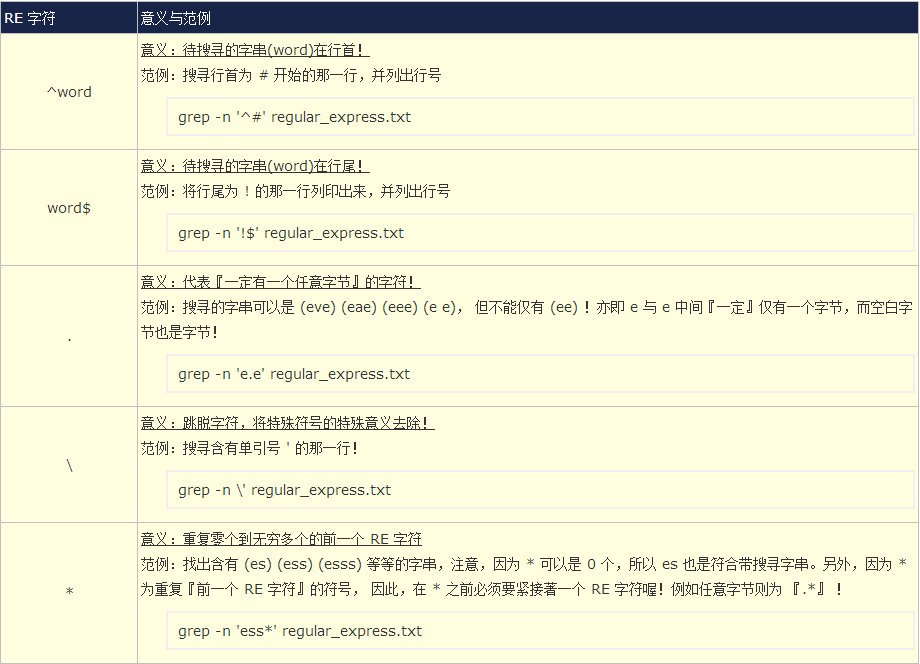 RE 字符
意义与范例
^word
意义：待搜寻的字串(word)在行首！
范例：搜寻行首为 # 开始的那一行，并列出行号
grep -n '^#' regular_express.txt
word$
意义：待搜寻的字串(word)在行尾！
范例：将行尾为 ! 的那一行列印出来，并列出行号
grep -n '!$' regular_express.txt
.
意义：代表『一定有一个任意字节』的字符！
范例：搜寻的字串可以是 (eve) (eae) (eee) (e e)， 但不能仅有 (ee) ！亦即 e 与 e 中间『一定』仅有一个字节，而空白字
节也是字节！
grep -n 'e.e' regular_express.txt
\
意义：跳脱字符，将特殊符号的特殊意义去除！
范例：搜寻含有单引号 ' 的那一行！
grep -n \' regular_express.txt
*
意义：重复零个到无穷多个的前一个 RE 字符
范例：找出含有 (es) (ess) (esss) 等等的字串，注意，因为 * 可以是 0 个，所以 es 也是符合带搜寻字串。另外，因为 *
为重复『前一个 RE 字符』的符号， 因此，在 * 之前必须要紧接著一个 RE 字符喔！例如任意字节则为 『.*』 ！
grep -n 'ess*' regular_express.txt